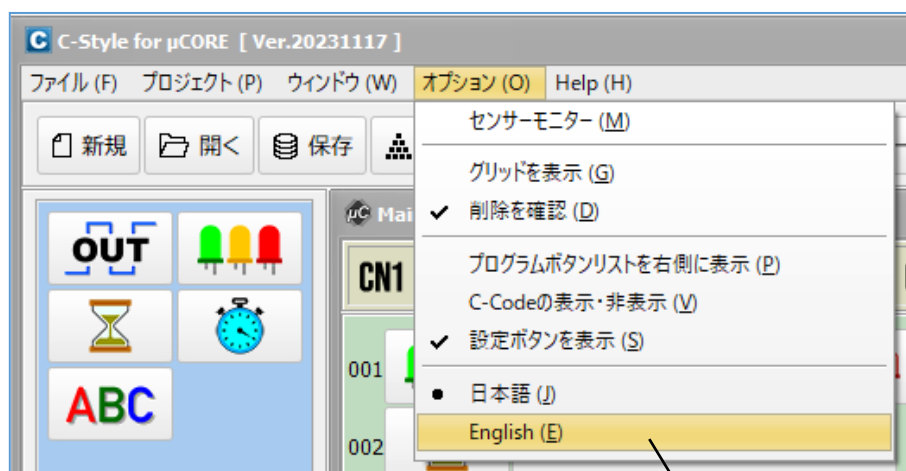 C C-Style for μCORE [ Ver.20231117 ]
ファイル (F) プロジェクト (P) ウィンドウ (W) オプション (O) Help (H)
新規 開く 保存
センサーモニター (M)
グリッドを表示 (G)
削除を確認 (D)
プログラムボタンリストを右側に表示 (P)
C-Codeの表示・非表示 (V)
設定ボタンを表示 (S)
日本語 (J)
English (E)
OUT
ABC
μC Mai
CN1
001
002